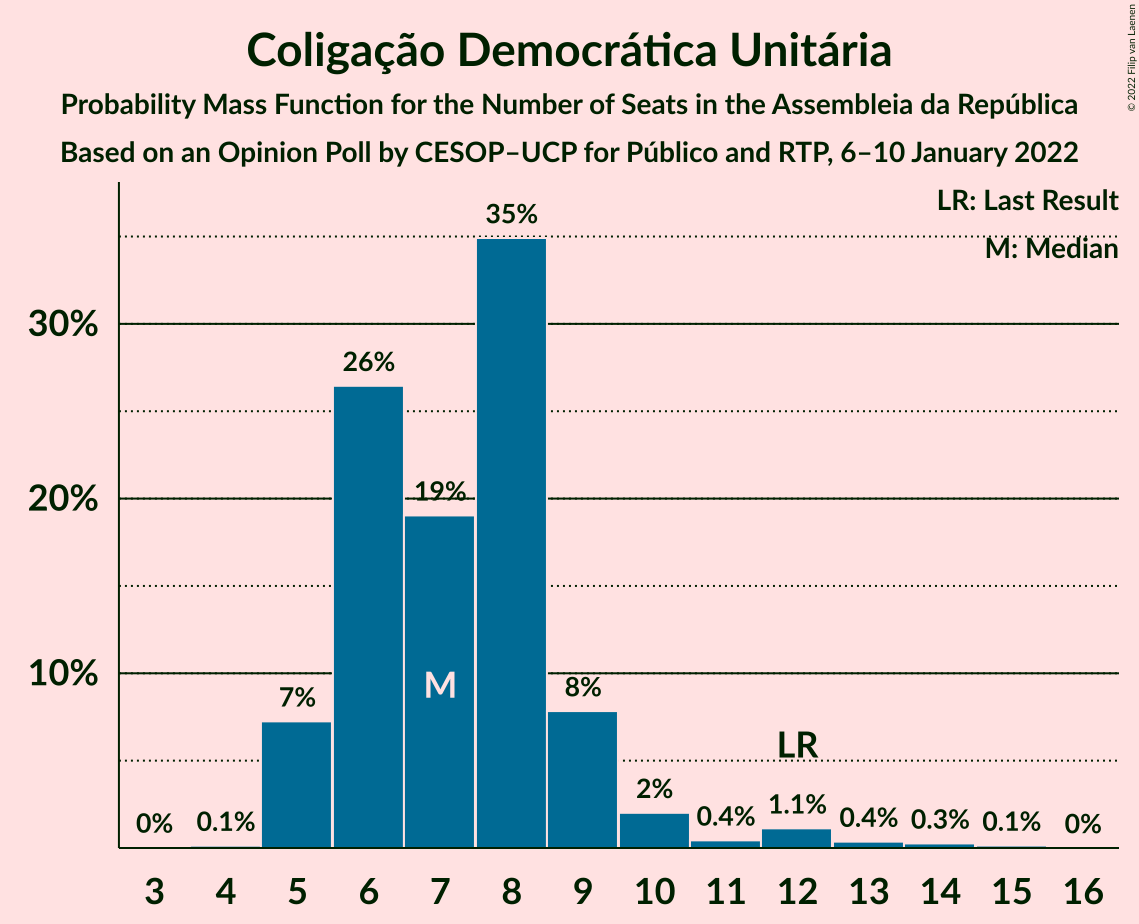 Coligação Democrática Unitária
Probability Mass Function for the Number of Seats in the Assembleia da República
Based on an Opinion Poll by CESOP–UCP for Público and RTP, 6–10 January 2022
© 2022 Filip van Laenen
LR: Last Result
M: Median
35%
30%
26%
20%
19%
10%
M
7%
8%
LR
2%
0%
0.1%
0.4%
1.1%
0.4%
0.3%
0.1%
0%
3 4 5 6 7 8 9 10 11 12 13 14 15 16